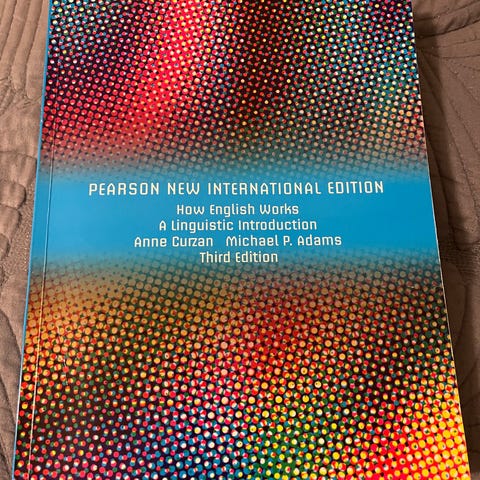 PEARSON NEW INTERNATIONAL EDITION
How English Works
A Linguistic Introduction
Anne Curzan Michael P. Adams
Third Edition